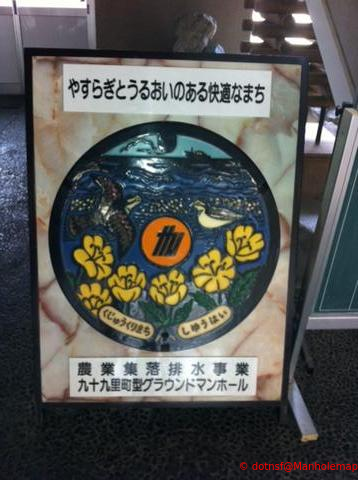 やすらぎとうるおいのある快適なまち
くじゅうくりまち
しゅうはい
農業集落排水事業
九十九里町型グラウンドマンホール
© dotnsf@Manholemap